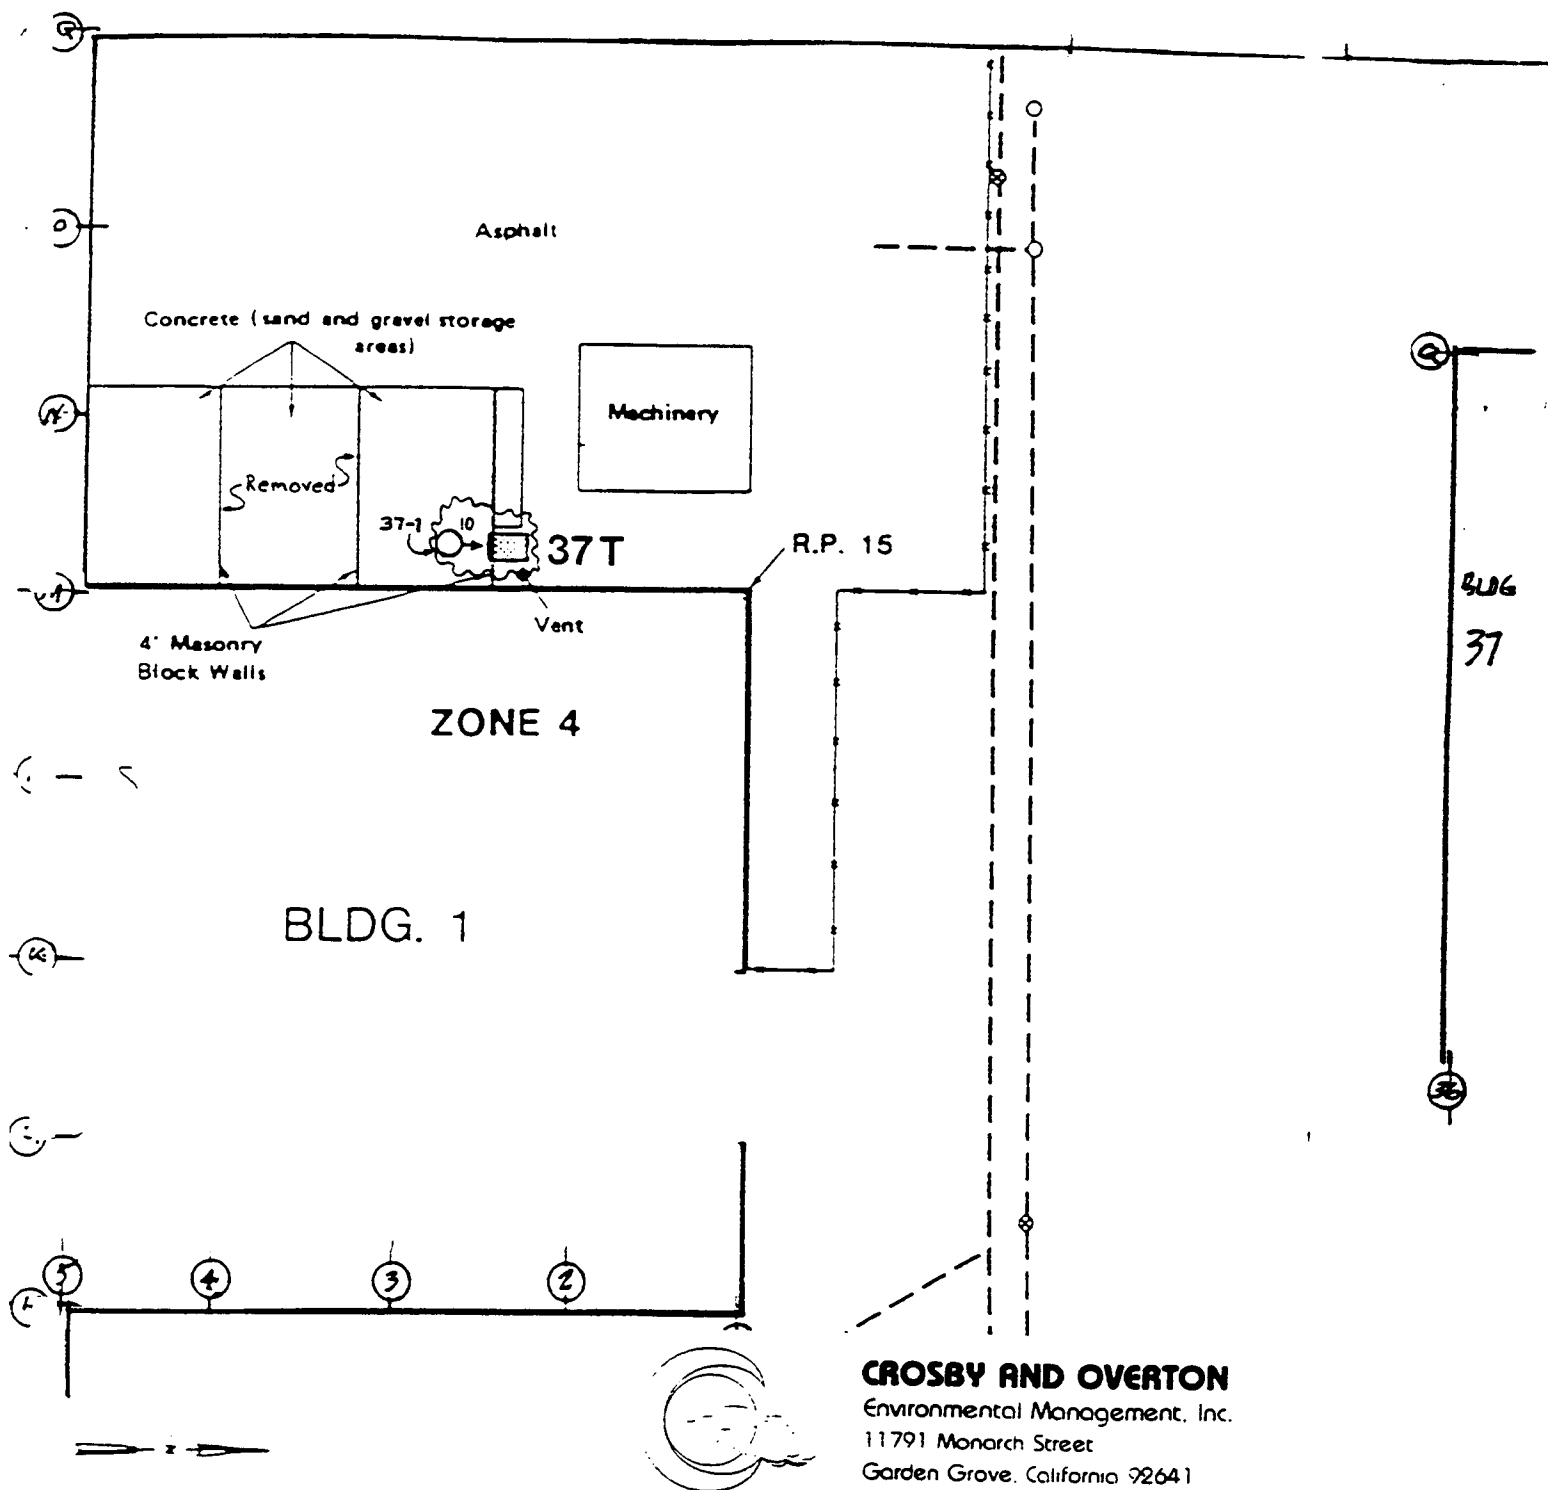 Asphalt
Concrete (sand and gravel storage
areas)
Machinery
Removed
37-1
10
37T
R.P. 15
Vent
4' Masonry
Block Walls
BLDG
37
ZONE 4
BLDG. 1
K
36
5
4
3
2
z
CROSBY AND OVERTON
Environmental Management, Inc.
11791 Monarch Street
Garden Grove, California 92641